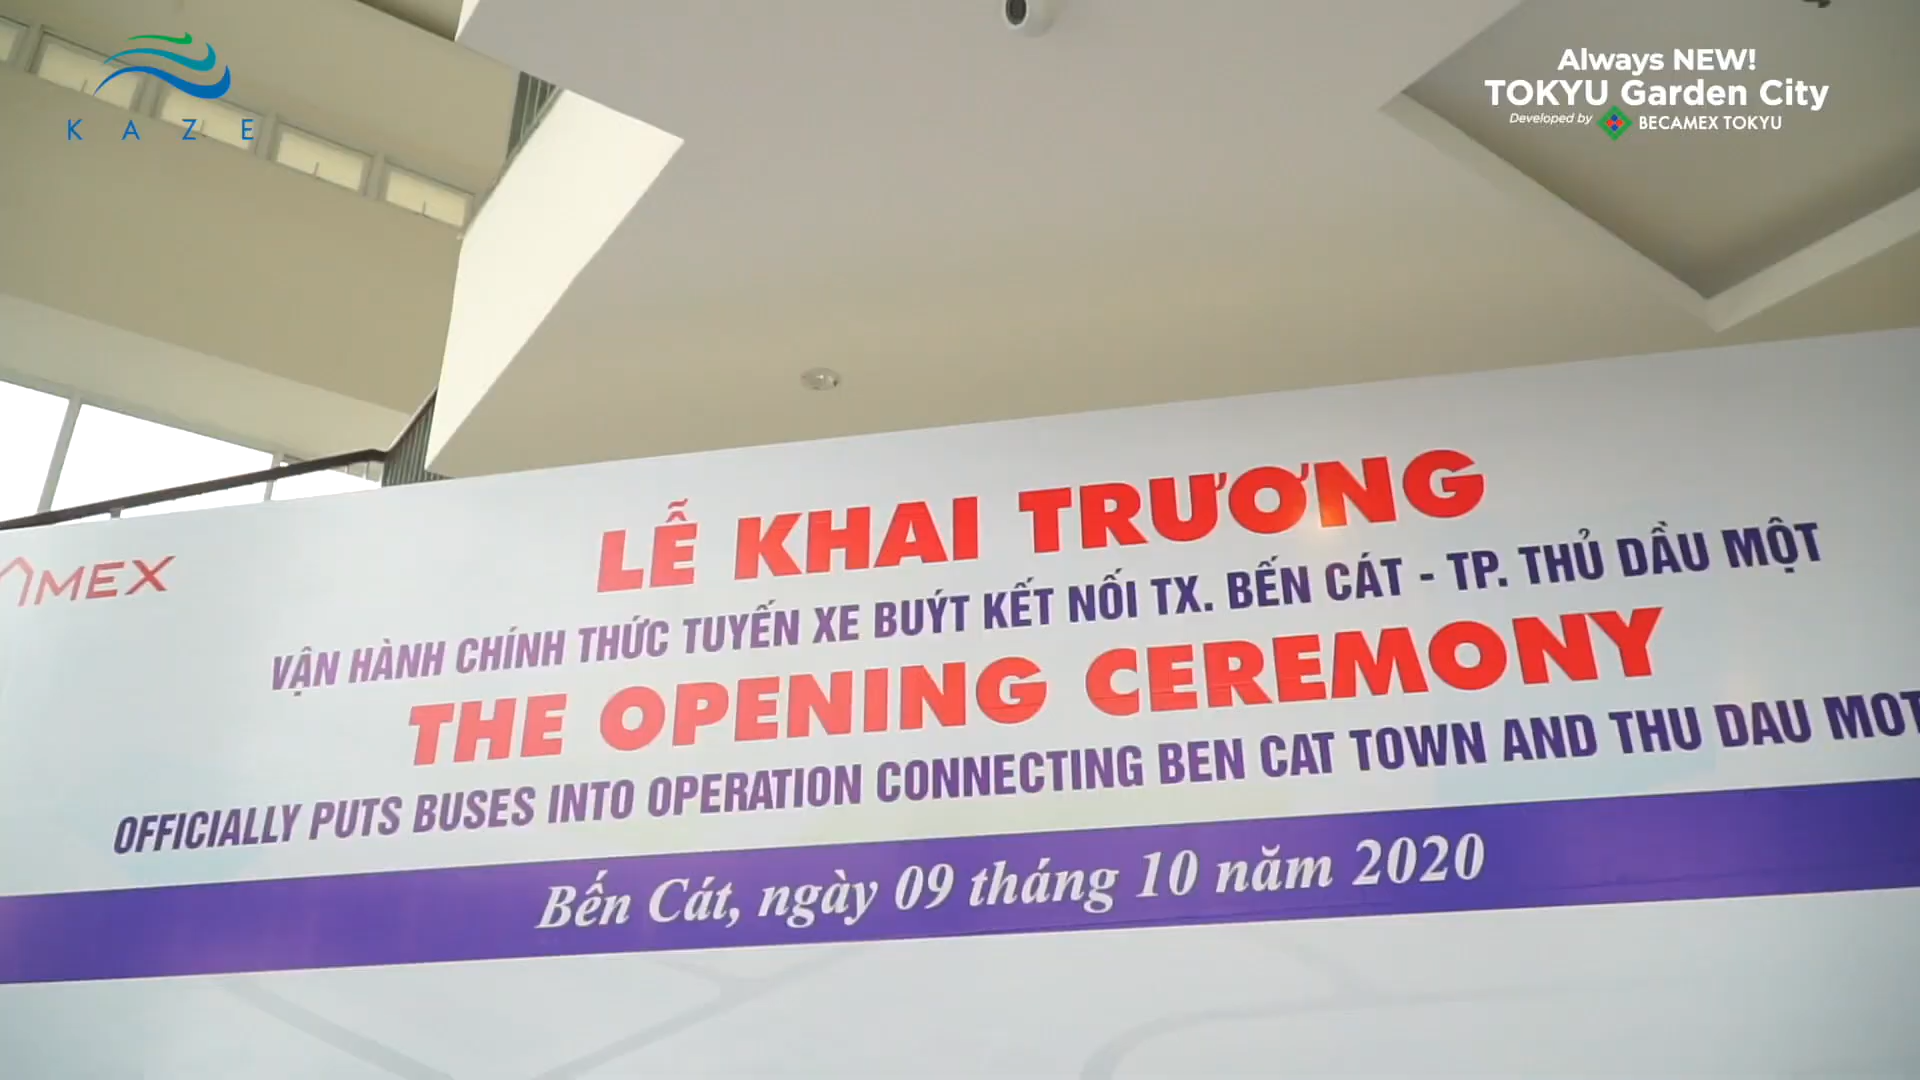 KAZE
Always NEW!
TOKYU Garden City
Developed by BECAMEX TOKYU
LỄ KHAI TRƯƠNG
MEX
VẬN HÀNH CHÍNH THỨC TUYẾN XE BUÝT KẾT NỐI TX. BẾN CÁT - TP. THỦ DẦU MỘT
THE OPENING CEREMONY
OFFICIALLY PUTS BUSES INTO OPERATION CONNECTING BEN CAT TOWN AND THU DAU MOT
Bến Cát, ngày 09 tháng 10 năm 2020